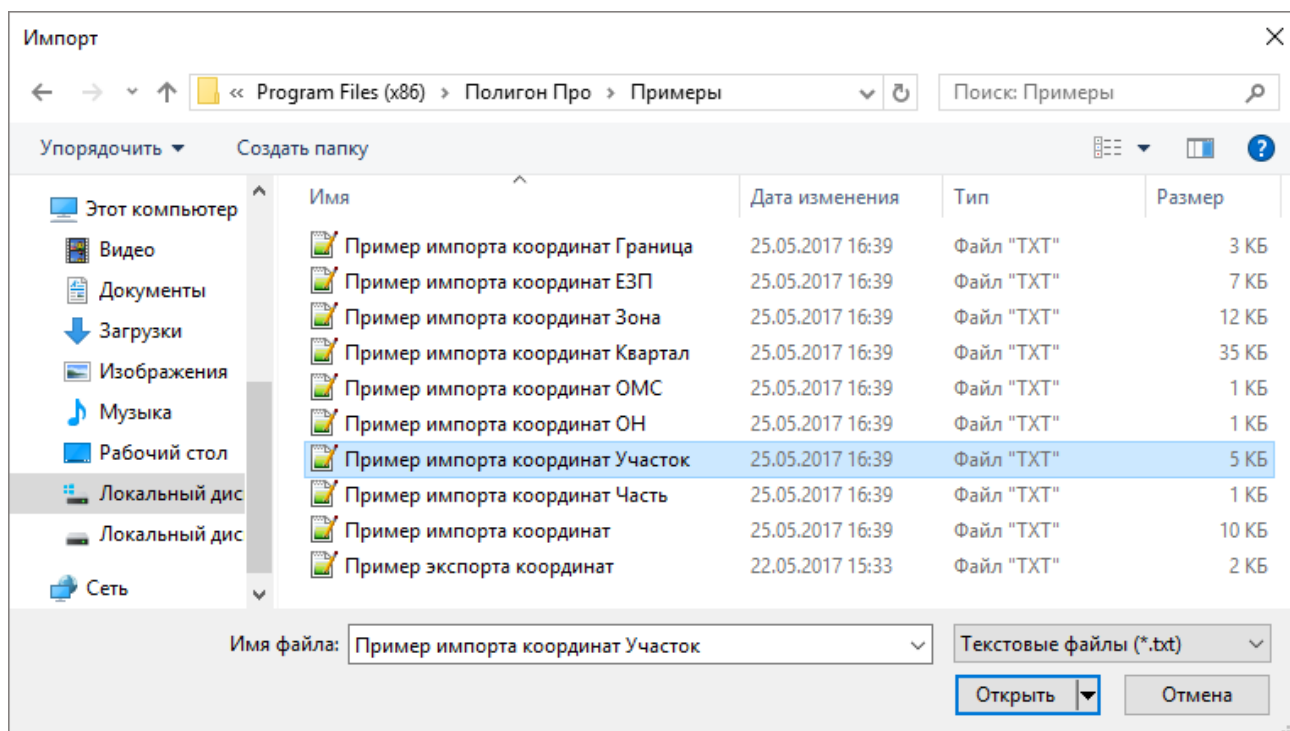 Импорт
« Program Files (x86) › Полигон Про › Примеры
Поиск: Примеры
Упорядочить
Создать папку
Этот компьютер
Видео
Документы
Загрузки
Изображения
Музыка
Рабочий стол
Локальный дис
Локальный дис
Сеть
Имя Дата изменения Тип Размер
Пример импорта координат Граница 25.05.2017 16:39 Файл "TXT" 3 КБ
Пример импорта координат ЕЗП 25.05.2017 16:39 Файл "TXT" 7 КБ
Пример импорта координат Зона 25.05.2017 16:39 Файл "TXT" 12 КБ
Пример импорта координат Квартал 25.05.2017 16:39 Файл "TXT" 35 КБ
Пример импорта координат ОМС 25.05.2017 16:39 Файл "TXT" 1 КБ
Пример импорта координат ОН 25.05.2017 16:39 Файл "TXT" 1 КБ
Пример импорта координат Участок 25.05.2017 16:39 Файл "TXT" 5 КБ
Пример импорта координат Часть 25.05.2017 16:39 Файл "TXT" 1 КБ
Пример импорта координат 25.05.2017 16:39 Файл "TXT" 10 КБ
Пример экспорта координат 22.05.2017 15:33 Файл "TXT" 2 КБ
Имя файла: Пример импорта координат Участок
Текстовые файлы (*.txt)
Открыть
Отмена